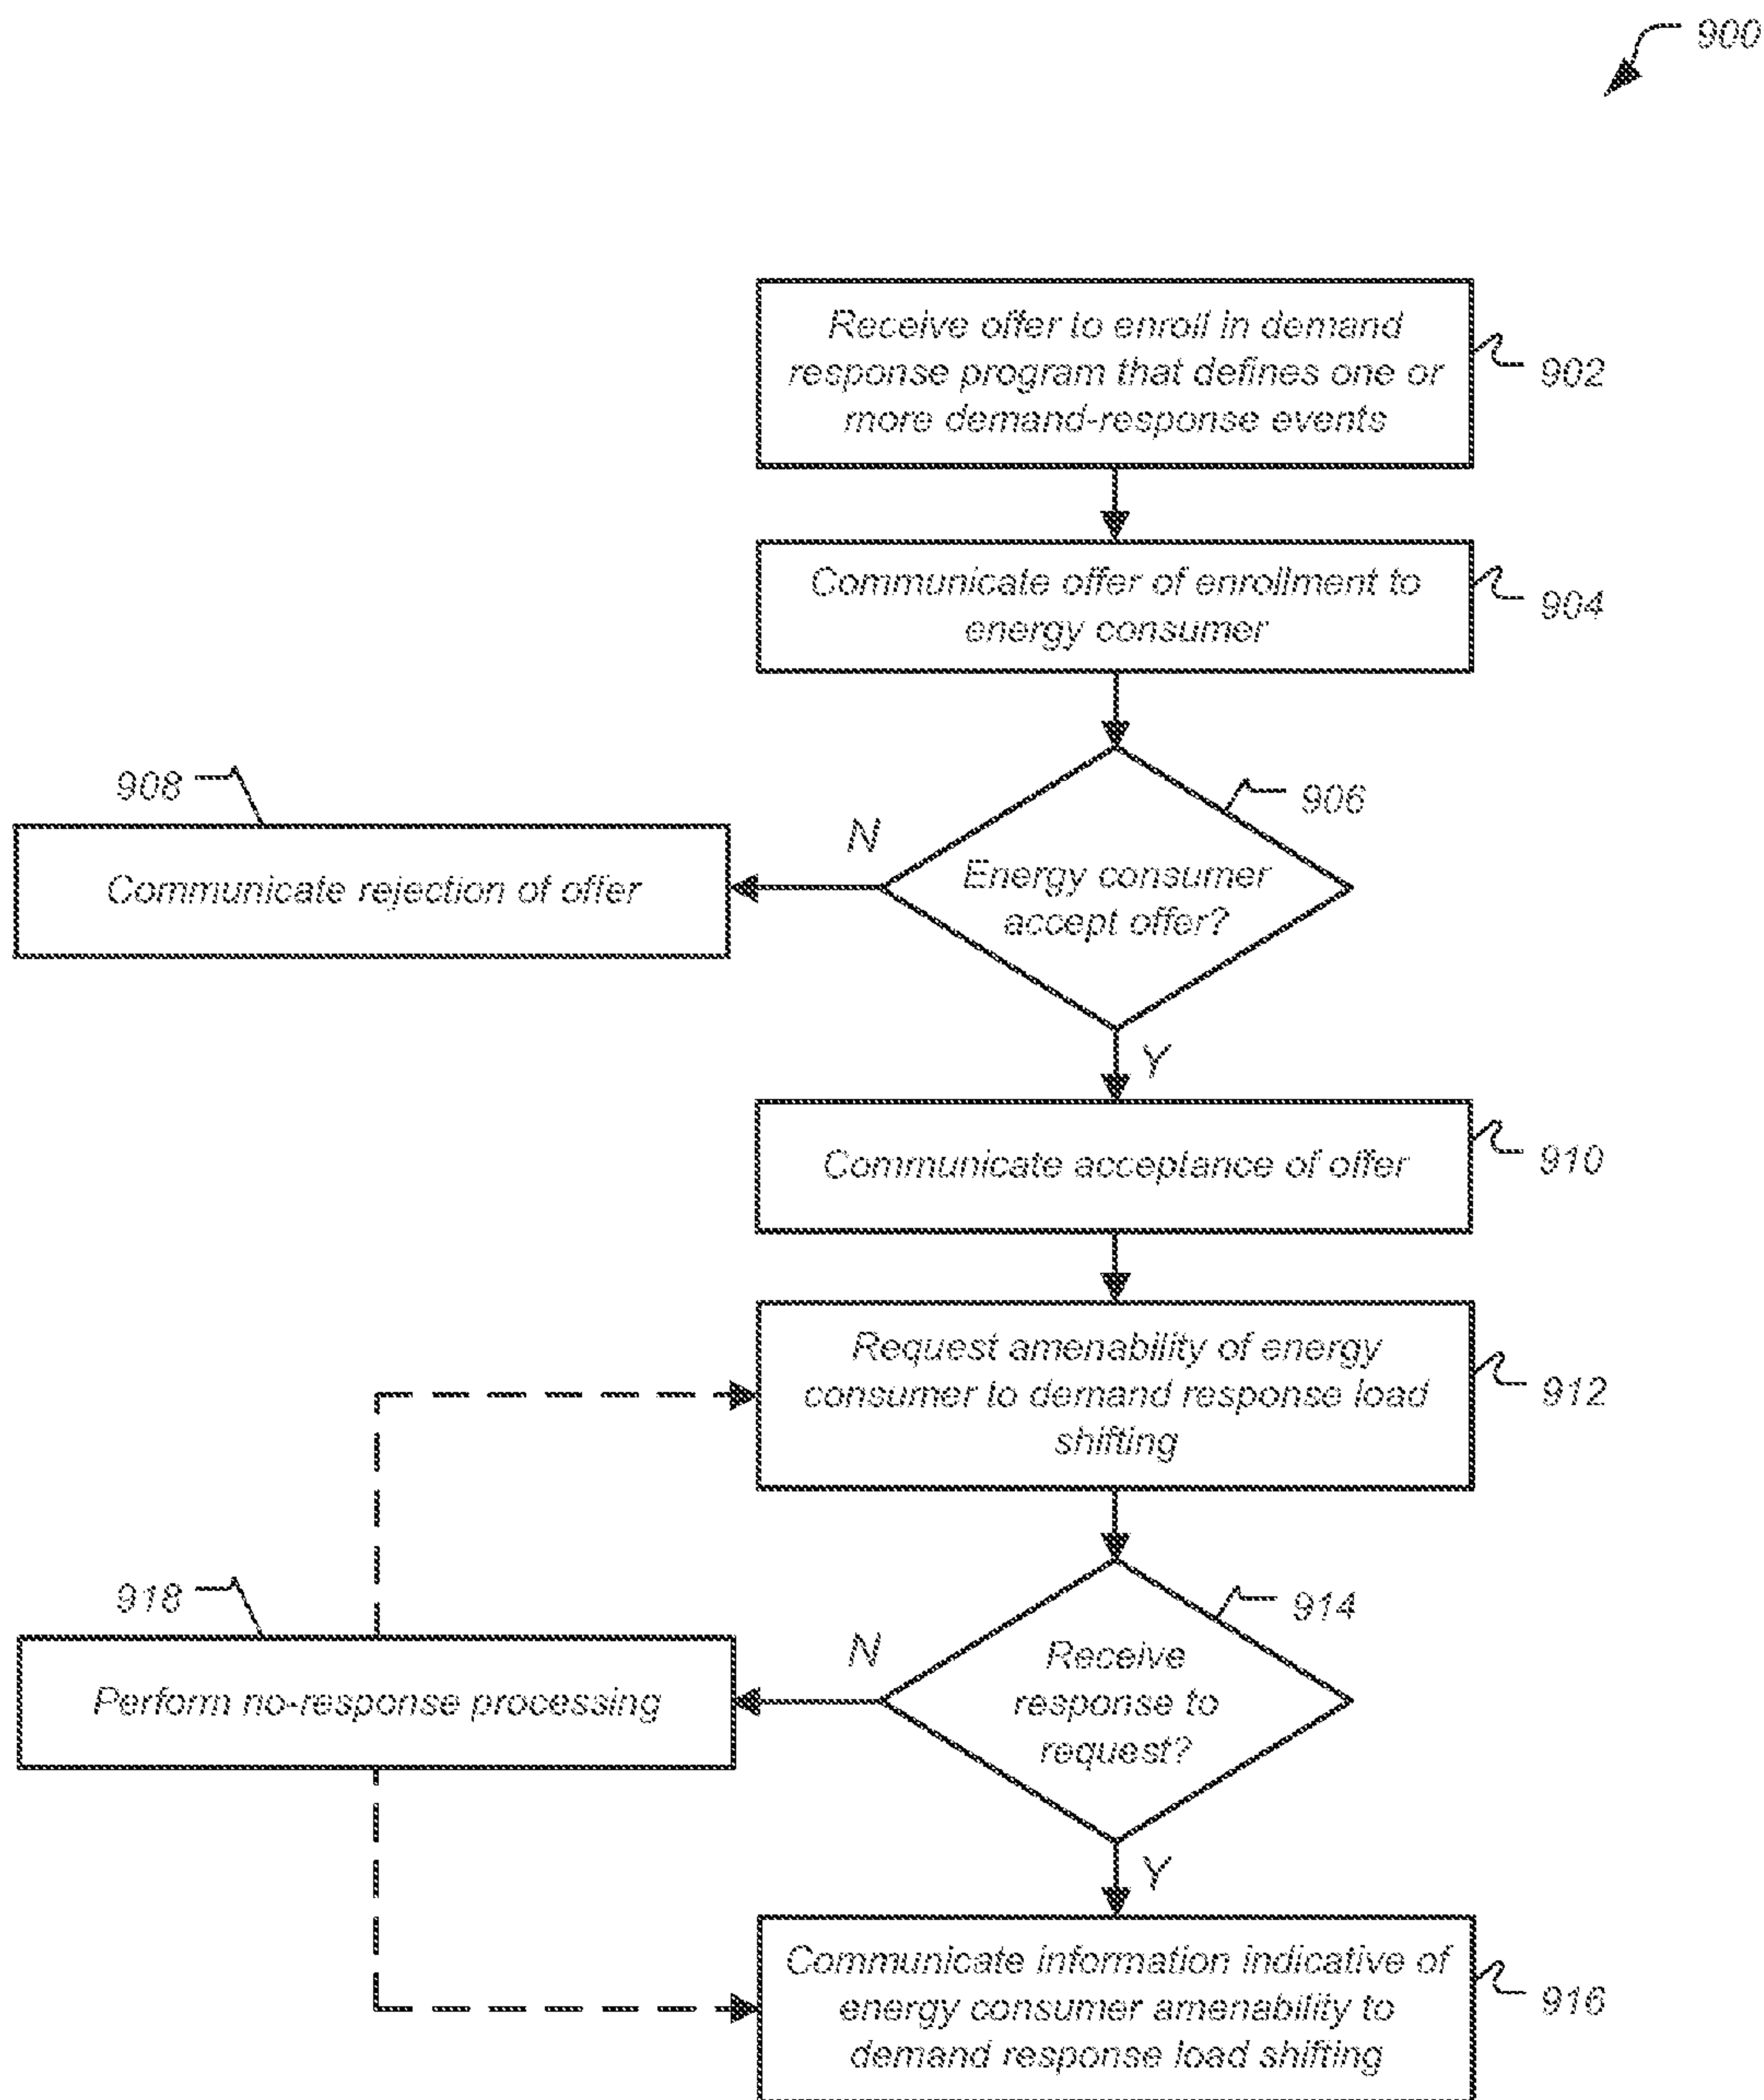 900
Receive offer to enroll in demand
response program that defines one or
more demand-response events
902
Communicate offer of enrollment to
energy consumer
904
906
Energy consumer
accept offer?
N
908
Communicate rejection of offer
Y
Communicate acceptance of offer
910
Request amenability of energy
consumer to demand response load
shifting
912
914
Receive
response to
request?
N
918
Perform no-response processing
Y
Communicate information indicative of
energy consumer amenability to
demand response load shifting
916